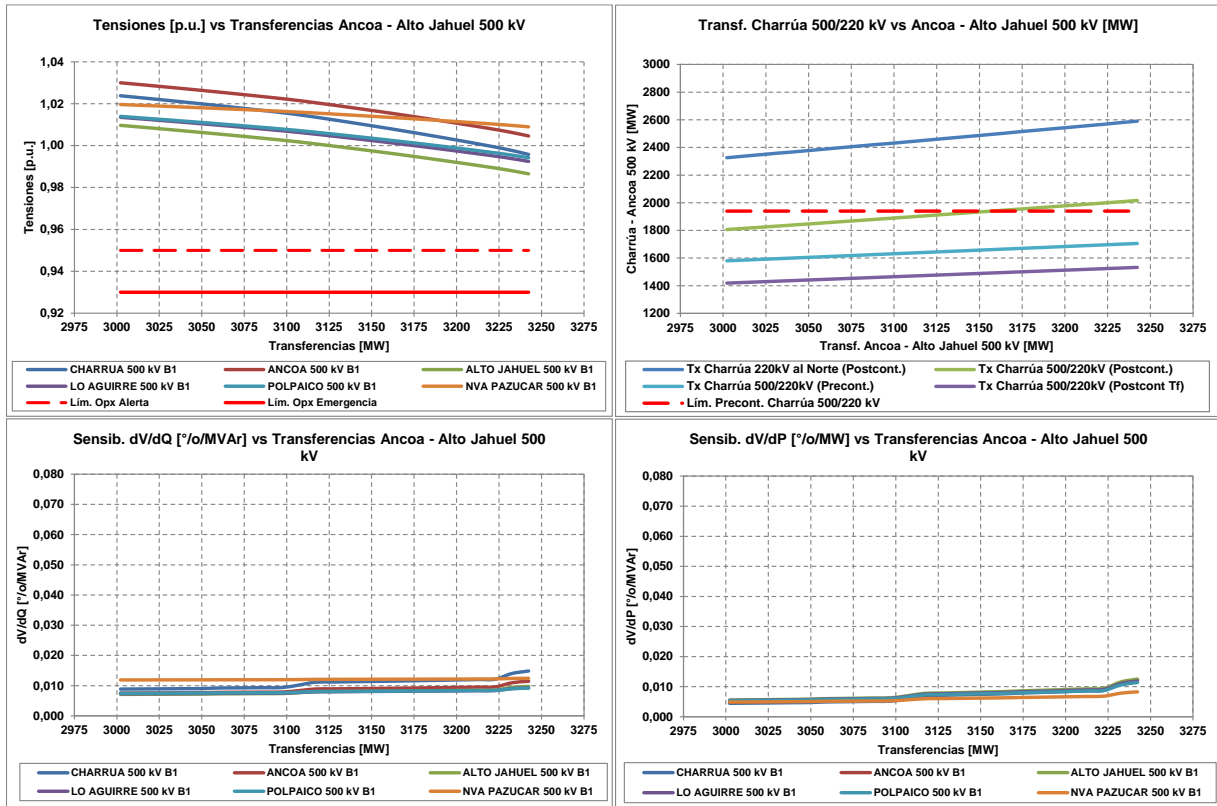 Tensiones [p.u.] vs Transferencias Ancoa - Alto Jahuel 500 kV
Tensiones [p.u.]
1,04
1,02
1,00
0,98
0,96
0,94
0,92
2975 3000 3025 3050 3075 3100 3125 3150 3175 3200 3225 3250 3275
Transferencias [MW]
CHARRUA 500 kV B1 ANCOA 500 kV B1 ALTO JAHUEL 500 kV B1
LO AGUIRRE 500 kV B1 POLPAICO 500 kV B1 NVA PAZUCAR 500 kV B1
Lím. Opx Alerta Lím. Opx Emergencia
Transf. Charrúa 500/220 kV vs Ancoa - Alto Jahuel 500 kV [MW]
Charrúa - Ancoa 500 kV [MW]
3000
2800
2600
2400
2200
2000
1800
1600
1400
1200
2975 3000 3025 3050 3075 3100 3125 3150 3175 3200 3225 3250 3275
Transf. Ancoa - Alto Jahuel 500 kV [MW]
Tx Charrúa 220kV al Norte (Postcont.) Tx Charrúa 500/220kV (Postcont.)
Tx Charrúa 500/220kV (Precont.) Tx Charrúa 500/220kV (Postcont Tf)
Lím. Precont. Charrúa 500/220 kV
Sensib. dV/dQ [°/o/MVAr] vs Transferencias Ancoa - Alto Jahuel 500
kV
dV/dQ [°/o/MVAr]
0,080
0,070
0,060
0,050
0,040
0,030
0,020
0,010
0,000
2975 3000 3025 3050 3075 3100 3125 3150 3175 3200 3225 3250 3275
Transferencias [MW]
CHARRUA 500 kV B1 ANCOA 500 kV B1 ALTO JAHUEL 500 kV B1
LO AGUIRRE 500 kV B1 POLPAICO 500 kV B1 NVA PAZUCAR 500 kV B1
Sensib. dV/dP [°/o/MW] vs Transferencias Ancoa - Alto Jahuel 500
kV
dV/dP [°/o/MVAr]
0,080
0,070
0,060
0,050
0,040
0,030
0,020
0,010
0,000
2975 3000 3025 3050 3075 3100 3125 3150 3175 3200 3225 3250 3275
Transferencias [MW]
CHARRUA 500 kV B1 ANCOA 500 kV B1 ALTO JAHUEL 500 kV B1
LO AGUIRRE 500 kV B1 POLPAICO 500 kV B1 NVA PAZUCAR 500 kV B1